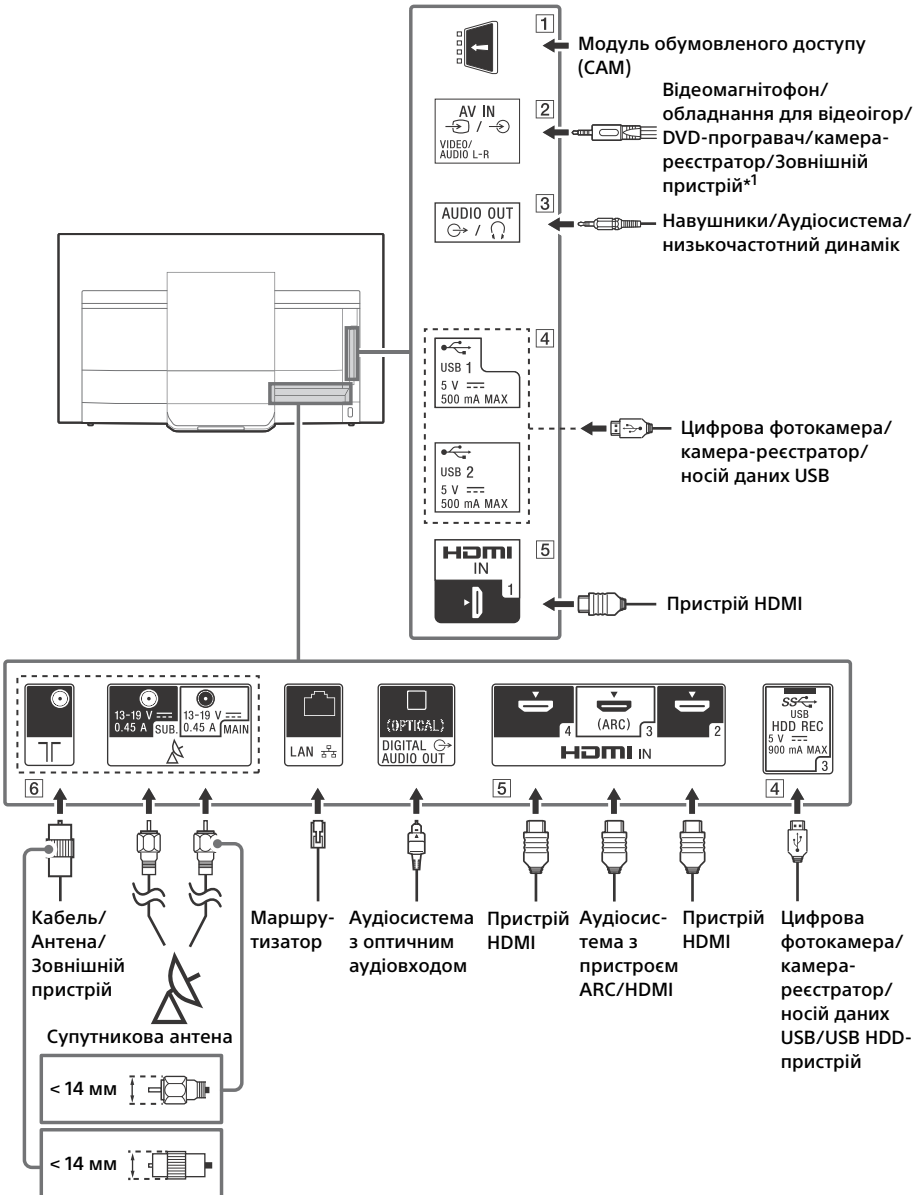 1
Модуль обумовленого доступу
(CAM)
AV IN
/
VIDEO/
AUDIO L-R
2
Відеомагнітофон/
обладнання для відеоігор/
DVD-програвач/камера-
реєстратор/Зовнішній
пристрій*1
AUDIO OUT
/
3
Навушники/Аудіосистема/
низькочастотний динамік
4
USB 1
5 V
500 mA MAX
USB 2
5 V
500 mA MAX
Цифрова фотокамера/
камера-реєстратор/
носій даних USB
HDMI
IN
1
5
Пристрій HDMI
13-19 V
0.45 A
SUB.
13-19 V
0.45 A
MAIN
LAN
(OPTICAL)
DIGITAL
AUDIO OUT
4
(ARC)
3
2
HDMI IN
SS
USB
HDD REC
5 V
900 mA MAX
3
6
5
4
Кабель/
Антена/
Зовнішній
пристрій
Супутникова антена
Маршру-
тизатор
Аудіосистема
з оптичним
аудіовходом
Пристрій
HDMI
Аудіосис-
тема з
пристроєм
ARC/HDMI
Пристрій
HDMI
Цифрова
фотокамера/
камера-
реєстратор/
носій даних
USB/USB HDD-
пристрій
< 14 мм
< 14 мм